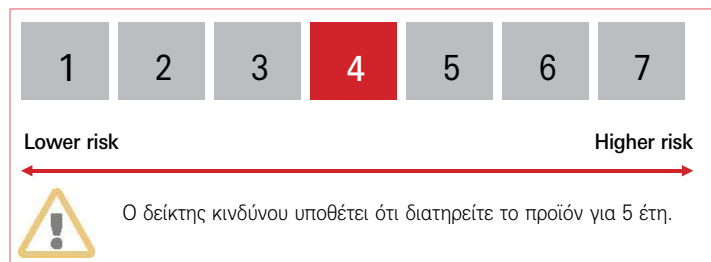 1 2 3 4 5 6 7
Lower risk Higher risk
Ο δείκτης κινδύνου υποθέτει ότι διατηρείτε το προϊόν για 5 έτη.